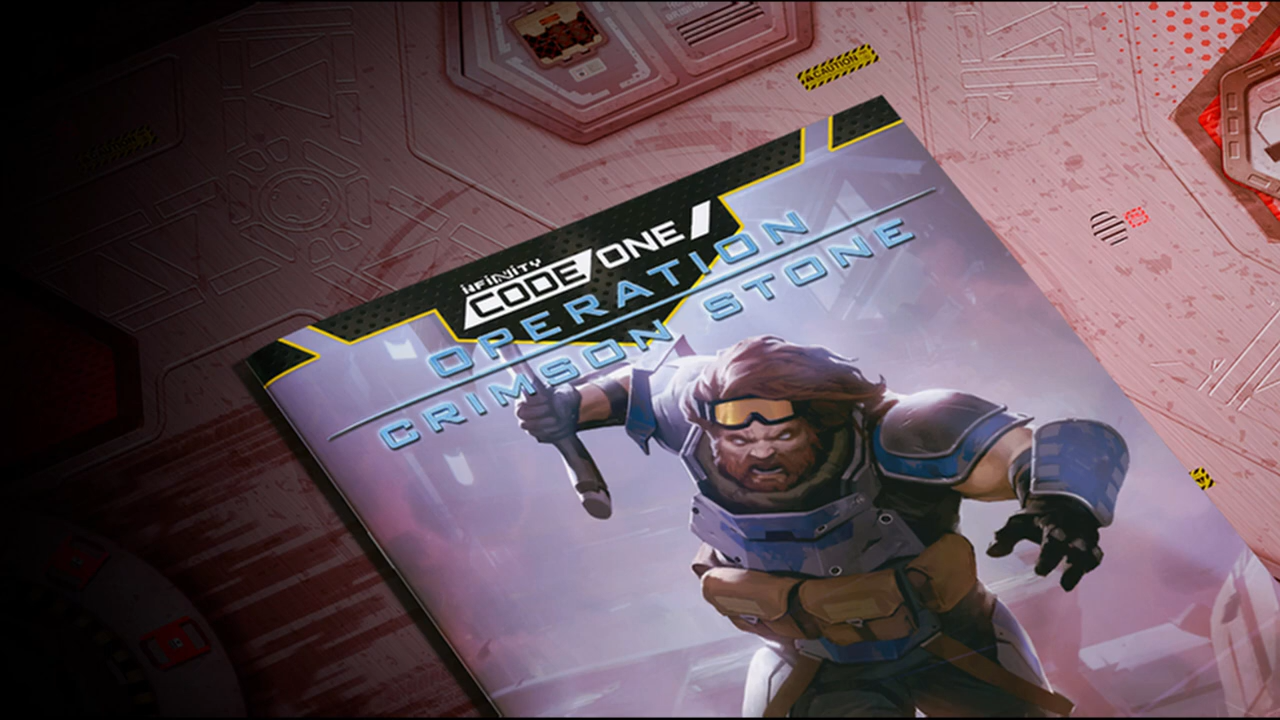 CAUTION
iNFiNiTY
CODE ONE
OPERATION
CRIMSON STONE